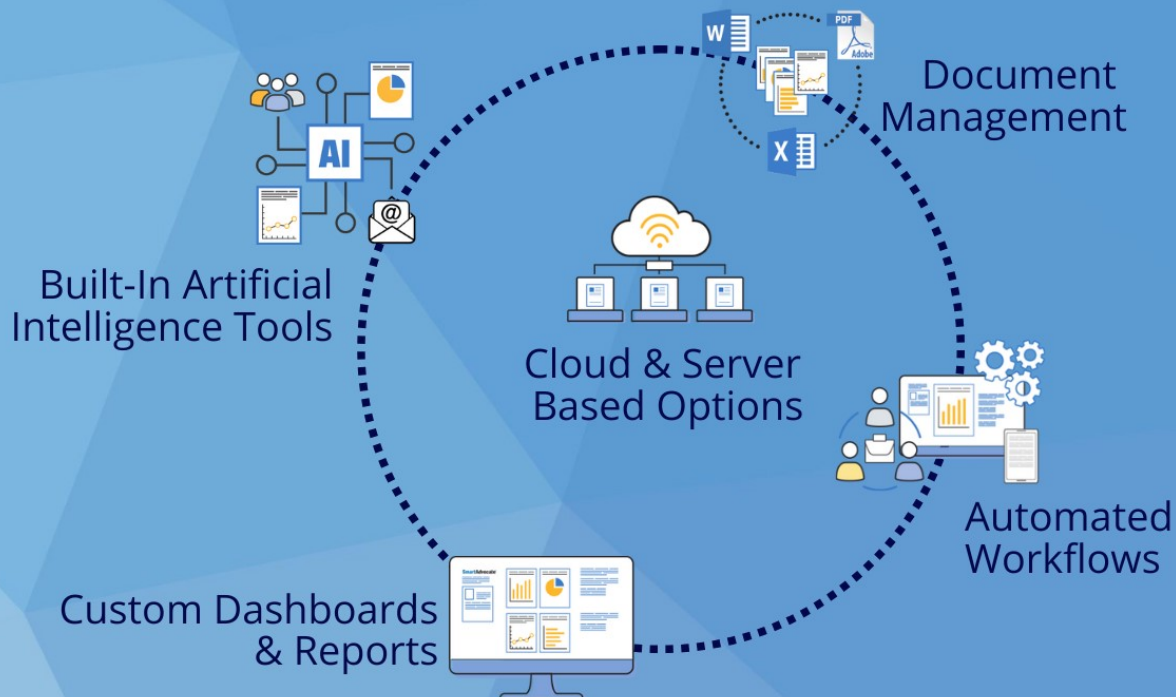 W
PDF
Adobe
Document
Management
X
AI
@
Built-In Artificial
Intelligence Tools
Cloud & Server
Based Options
Automated
Workflows
SmartAdvocate
Custom Dashboards
& Reports